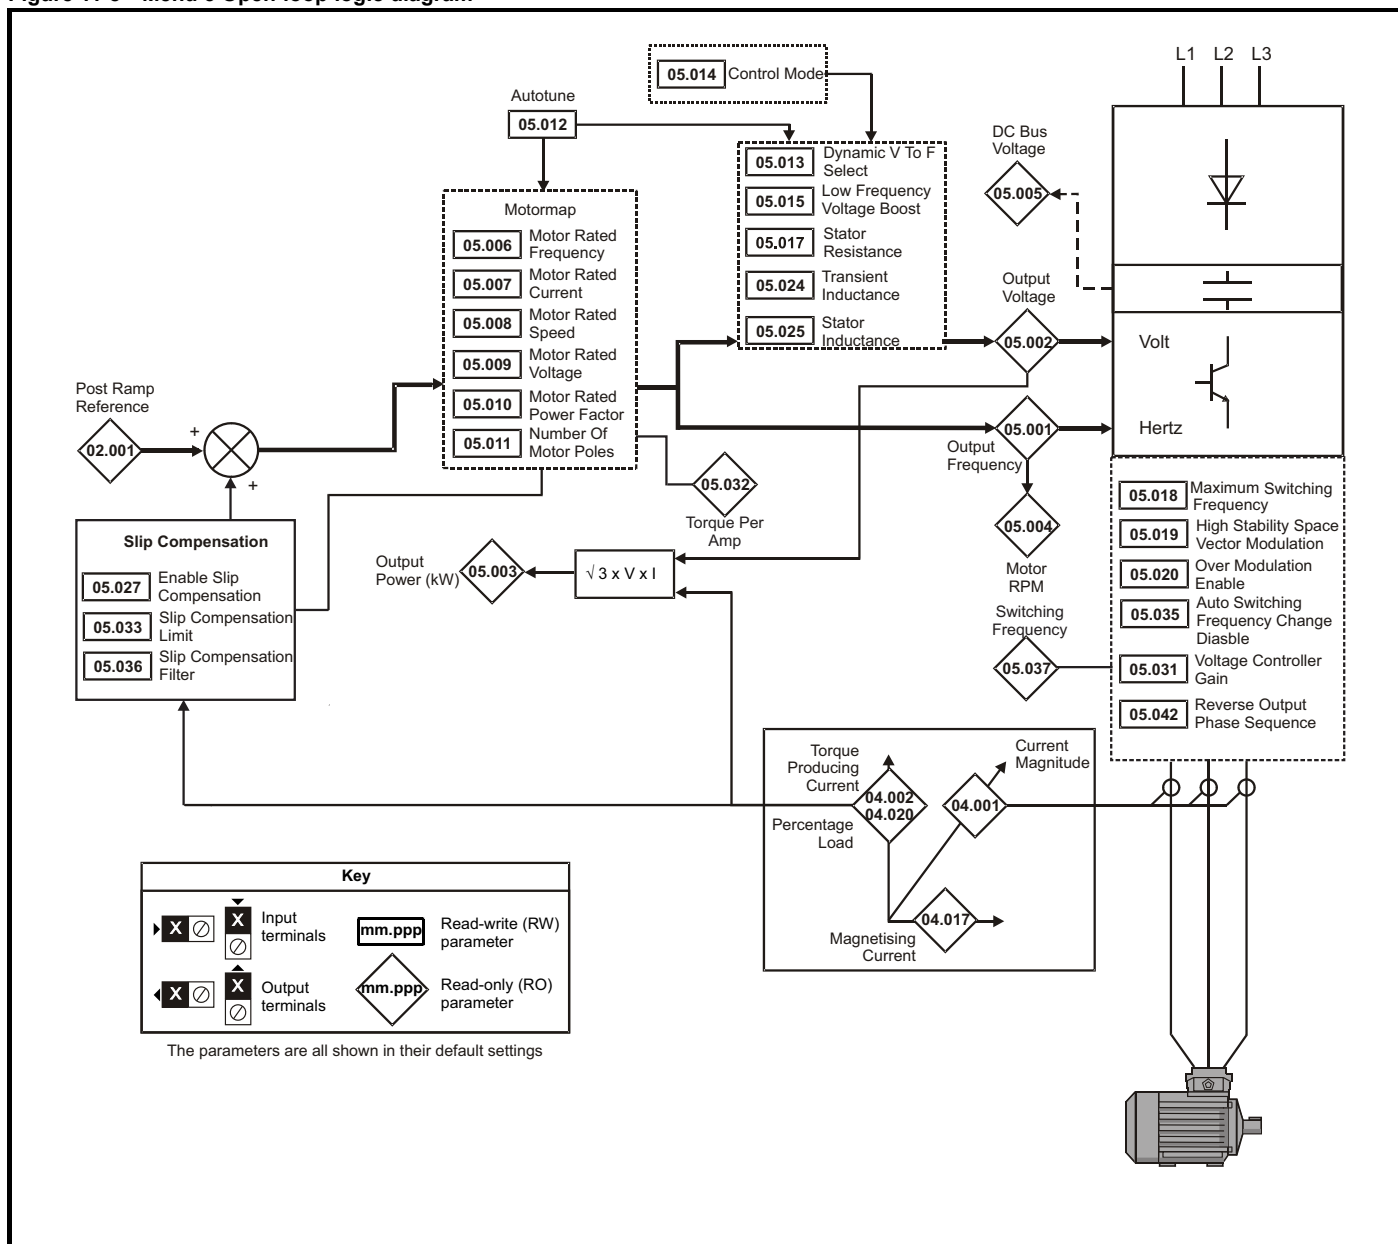 Figure 11-8 Menu 5 Open-loop logic diagram
05.014
Control Mode
L1
L2
L3
Autotune
05.012
DC Bus
Voltage
05.005
05.013
Dynamic V To F
Select
05.015
Low Frequency
Voltage Boost
05.017
Stator
Resistance
05.024
Transient
Inductance
05.025
Stator
Inductance
Motormap
05.006
Motor Rated
Frequency
05.007
Motor Rated
Current
05.008
Motor Rated
Speed
05.009
Motor Rated
Voltage
05.010
Motor Rated
Power Factor
05.011
Number Of
Motor Poles
Output
Voltage
05.002
Volt
Post Ramp
Reference
02.001
+
+
05.001
Output
Frequency
Hertz
05.032
Torque Per
Amp
05.004
Motor
RPM
Slip Compensation
05.027
Enable Slip
Compensation
05.033
Slip Compensation
Limit
05.036
Slip Compensation
Filter
Output
Power (kW)
05.003
√ 3 x V x I
Switching
Frequency
05.037
05.018
Maximum Switching
Frequency
05.019
High Stability Space
Vector Modulation
05.020
Over Modulation
Enable
05.035
Auto Switching
Frequency Change
Diasble
05.031
Voltage Controller
Gain
05.042
Reverse Output
Phase Sequence
Torque
Producing
Current
04.002
04.020
Percentage
Load
Current
Magnitude
04.001
04.017
Magnetising
Current
Key
X
X
Input
terminals
mm.ppp
Read-write (RW)
parameter
X
X
Output
terminals
mm.ppp
Read-only (RO)
parameter
The parameters are all shown in their default settings